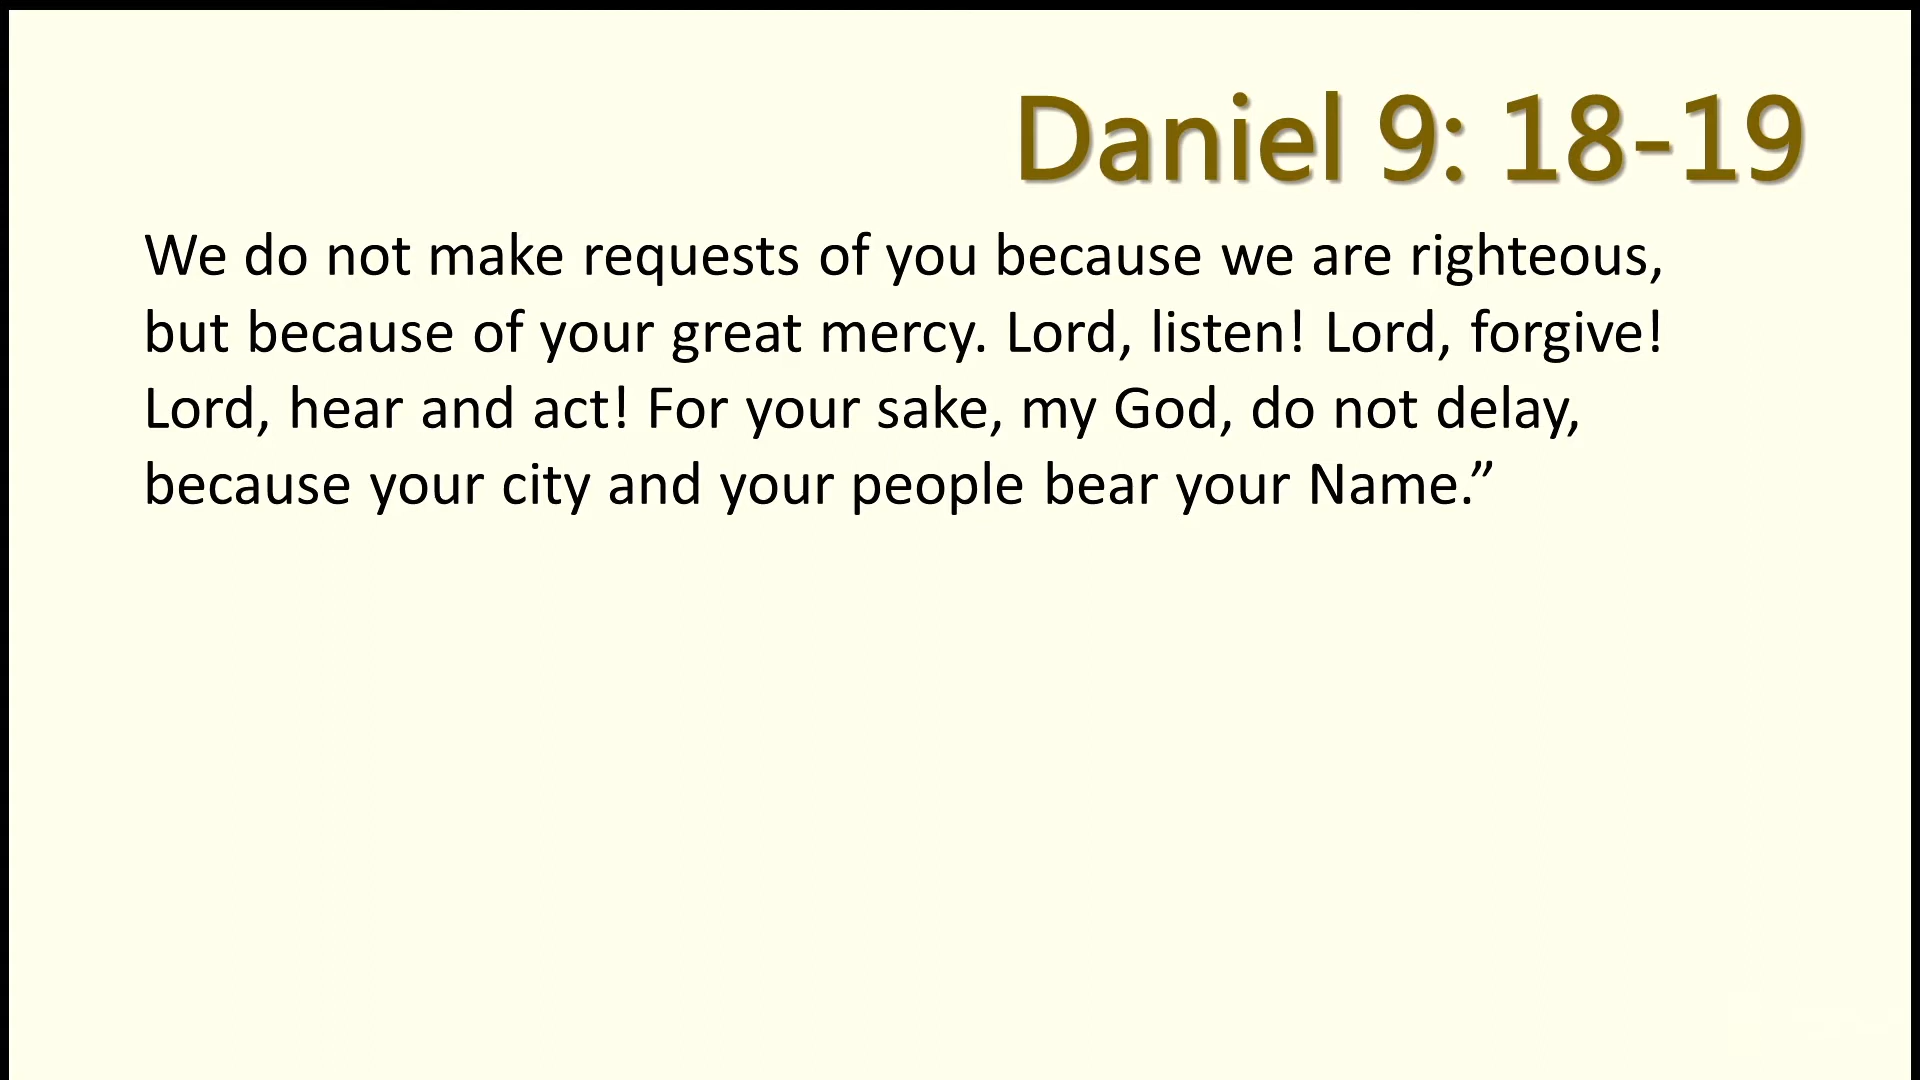 Daniel 9: 18-19
We do not make requests of you because we are righteous,
but because of your great mercy. Lord, listen! Lord, forgive!
Lord, hear and act! For your sake, my God, do not delay,
because your city and your people bear your Name.”